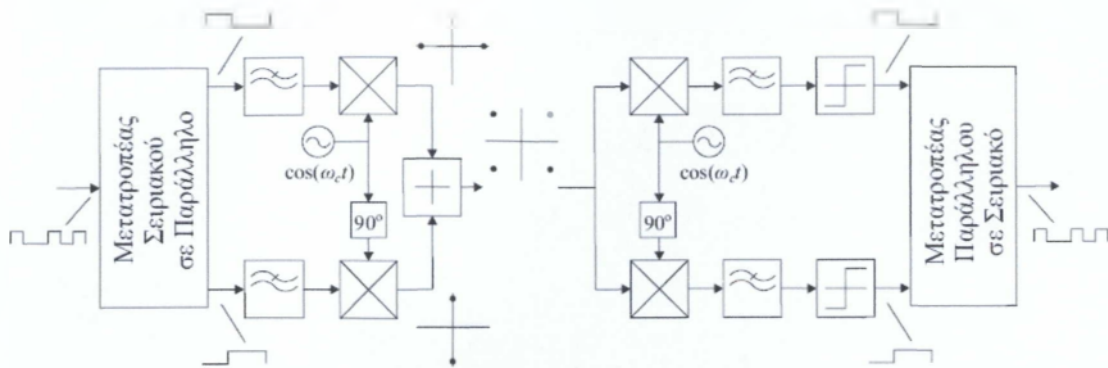 Μετατροπέας
Σειριακού
σε Παράλληλο
cos(ω_c t)
90°
cos(ω_c t)
90°
Μετατροπέας
Παράλληλου
σε Σειριακό